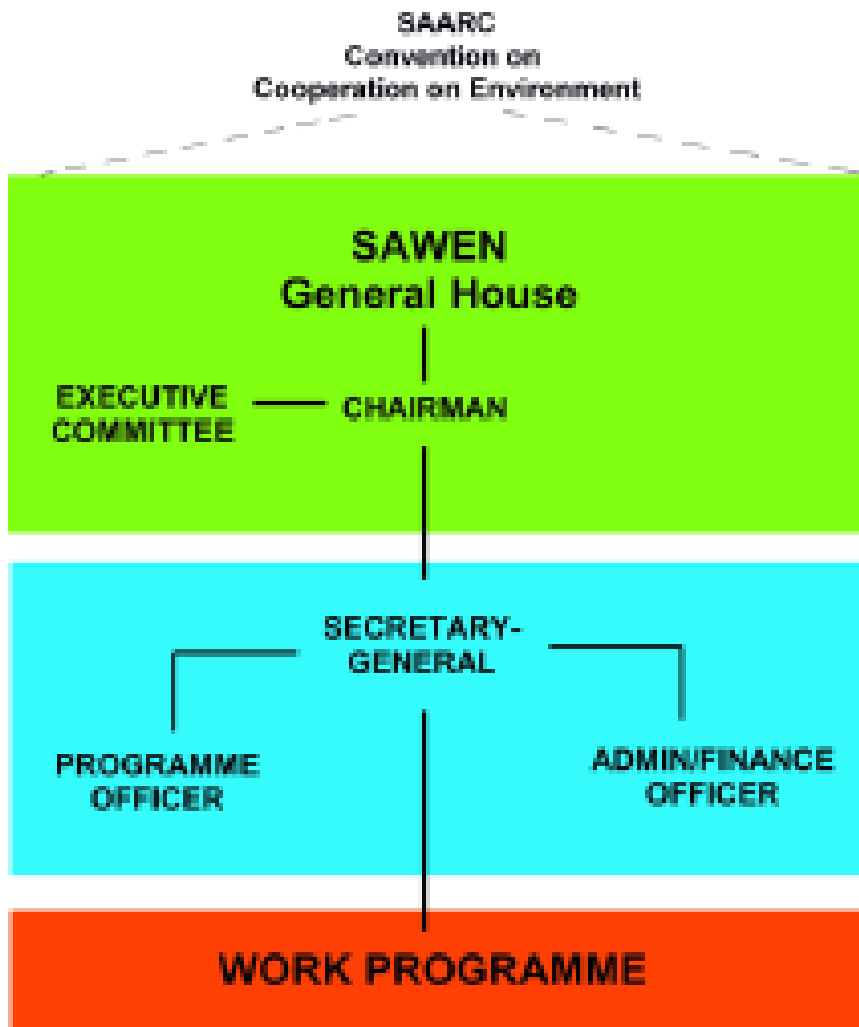 SAARC
Convention on
Cooperation on Environment
SAWEN
General House
EXECUTIVE
COMMITTEE
CHAIRMAN
SECRETARY-
GENERAL
PROGRAMME
OFFICER
ADMIN/FINANCE
OFFICER
WORK PROGRAMME